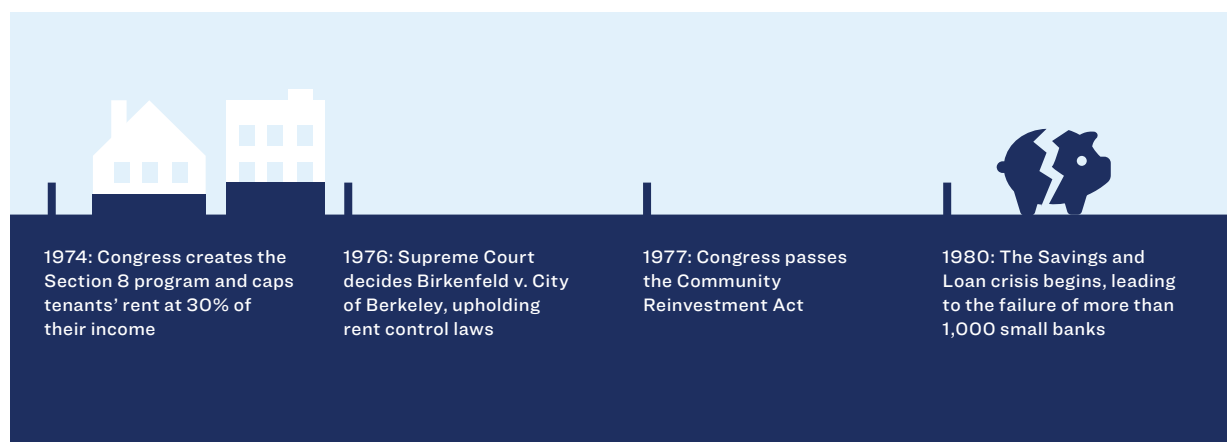 1974: Congress creates the
Section 8 program and caps
tenants’ rent at 30% of
their income
1976: Supreme Court
decides Birkenfeld v. City
of Berkeley, upholding
rent control laws
1977: Congress passes
the Community
Reinvestment Act
1980: The Savings and
Loan crisis begins, leading
to the failure of more than
1,000 small banks